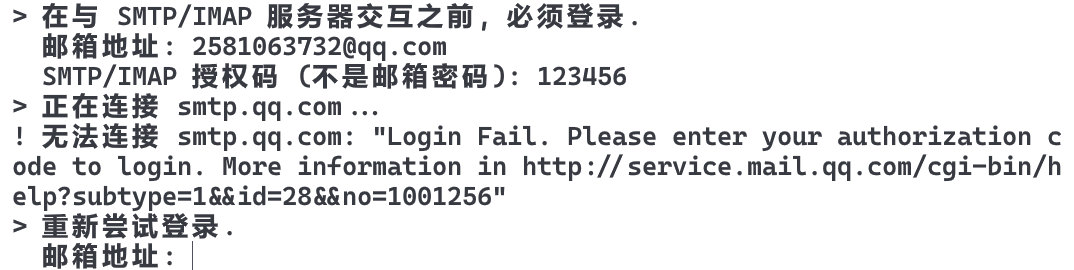 > 在与 SMTP/IMAP 服务器交互之前, 必须登录.
邮箱地址: 2581063732@qq.com
SMTP/IMAP 授权码 (不是邮箱密码): 123456
> 正在连接 smtp.qq.com...
! 无法连接 smtp.qq.com: "Login Fail. Please enter your authorization c
ode to login. More information in http://service.mail.qq.com/cgi-bin/h
elp?subtype=1&&id=28&&no=1001256"
> 重新尝试登录.
邮箱地址: